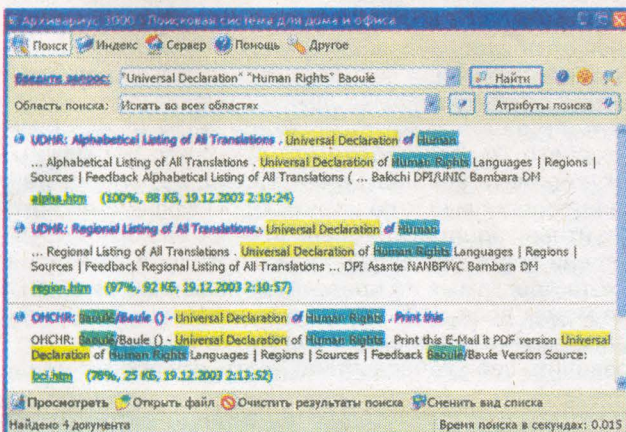 Архивариус 3000 - Поисковая система для дома и офиса
Поиск Индекс Сервер Помощь Другое
Введите запрос: "Universal Declaration" "Human Rights" Baoulé Найти
Область поиска: Искать во всех областях Атрибуты поиска
UDHR: Alphabetical Listing of All Translations . Universal Declaration of Human
... Alphabetical Listing of All Translations . Universal Declaration of Human Rights Languages | Regions |
Sources | Feedback Alphabetical Listing of All Translations ( ... Balochi DPI/UNIC Bambara DM
alpha.htm (100%, 88 КБ, 19.12.2003 2:10:24)
UDHR: Regional Listing of All Translations.. Universal Declaration of Human
... Regional Listing of All Translations . Universal Declaration of Human Rights Languages | Regions |
Sources | Feedback Regional Listing of All Translations ... DPI Asante NANBPWC Bambara DM
region.htm (97%, 92 КБ, 19.12.2003 2:10:57)
OHCHR: Baoulé/Baule () - Universal Declaration of Human Rights . Print this
OHCHR: Baoulé/Baule () - Universal Declaration of Human Rights . Print this E-Mail it PDF version Universal
Declaration of Human Rights Languages | Regions | Sources | Feedback Baoulé/Baule Version Source:
bci.htm (78%, 25 КБ, 19.12.2003 2:13:52)
Просмотреть Открыть файл Очистить результаты поиска Сменить вид списка
Найдено 4 документа Время поиска в секундах: 0.015